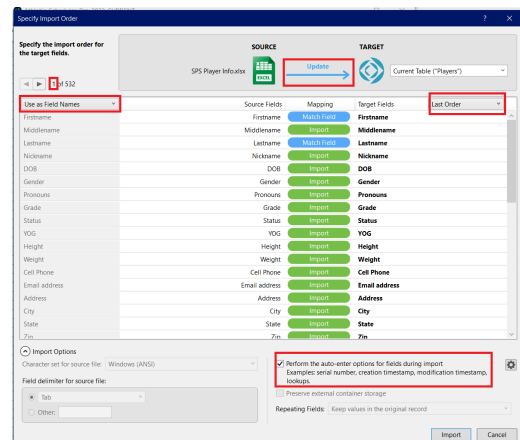 Specify Import Order
?
Specify the import order for
the target fields.
SOURCE
TARGET
SPS Player Info.xlsx
EXCEL
Update
Current Table ("Players")
1 of 532
Use as Field Names
Source Fields
Mapping
Target Fields
Last Order
Firstname Firstname Match Field Firstname
Middlename Middlename Import Middlename
Lastname Lastname Match Field Lastname
Nickname Nickname Import Nickname
DOB DOB Import DOB
Gender Gender Import Gender
Pronouns Pronouns Import Pronouns
Grade Grade Import Grade
Status Status Import Status
YOG YOG Import YOG
Height Height Import Height
Weight Weight Import Weight
Cell Phone Cell Phone Import Cell Phone
Email address Email address Import Email address
Address Address Import Address
City City Import City
State State Import State
Zip Zip Import Zip
Import Options
Character set for source file: Windows (ANSI)
Field delimiter for source file:
Tab
Other:
Perform the auto-enter options for fields during import
Examples: serial number, creation timestamp, modification timestamp,
lookups.
Preserve external container storage
Repeating Fields: Keep values in the original record
Import
Cancel